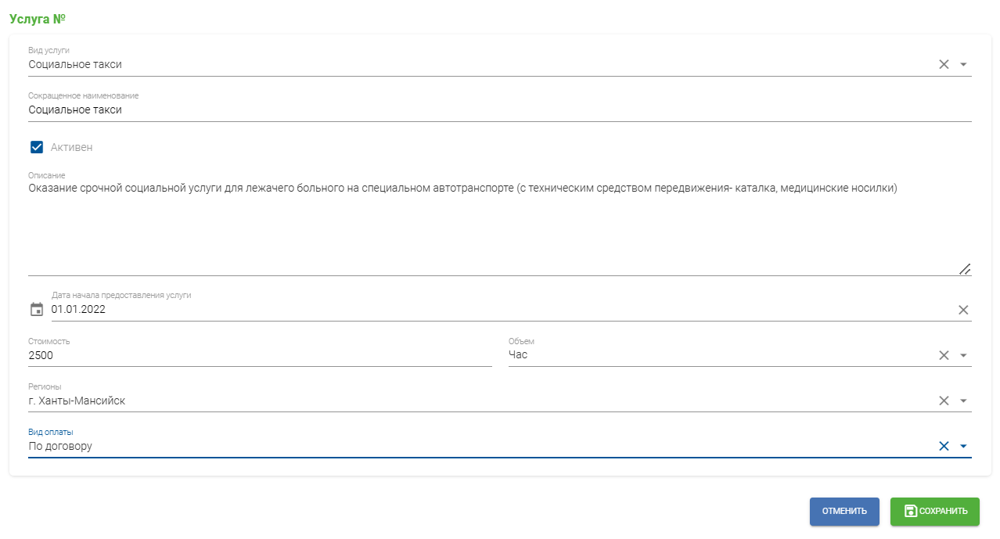 Услуга №
Вид услуги
Социальное такси
Сокращенное наименование
Социальное такси
Активен
Описание
Оказание срочной социальной услуги для лежачего больного на специальном автотранспорте (с техническим средством передвижения- каталка, медицинские носилки)
Дата начала предоставления услуги
01.01.2022
Стоимость
2500
Объем
Час
Регионы
г. Ханты-Мансийск
Вид оплаты
По договору
ОТМЕНИТЬ
СОХРАНИТЬ